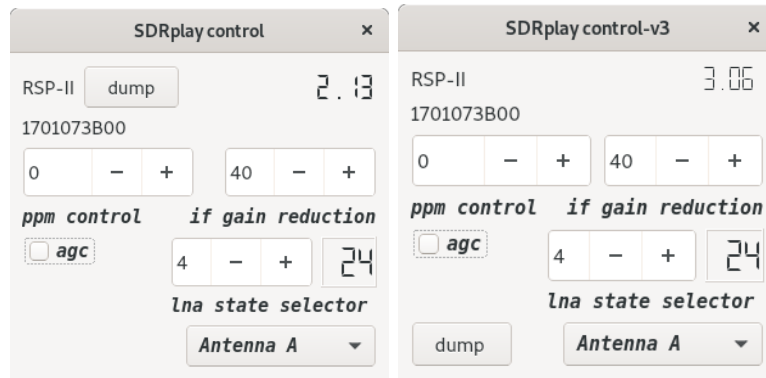 SDRplay control ×
RSP-II dump 2.13
1701073B00
0 − + 40 − +
ppm control if gain reduction
agc 4 − + 24
lna state selector
Antenna A
SDRplay control-v3 ×
RSP-II 3.06
1701073B00
0 − + 40 − +
ppm control if gain reduction
agc 4 − + 24
lna state selector
dump Antenna A